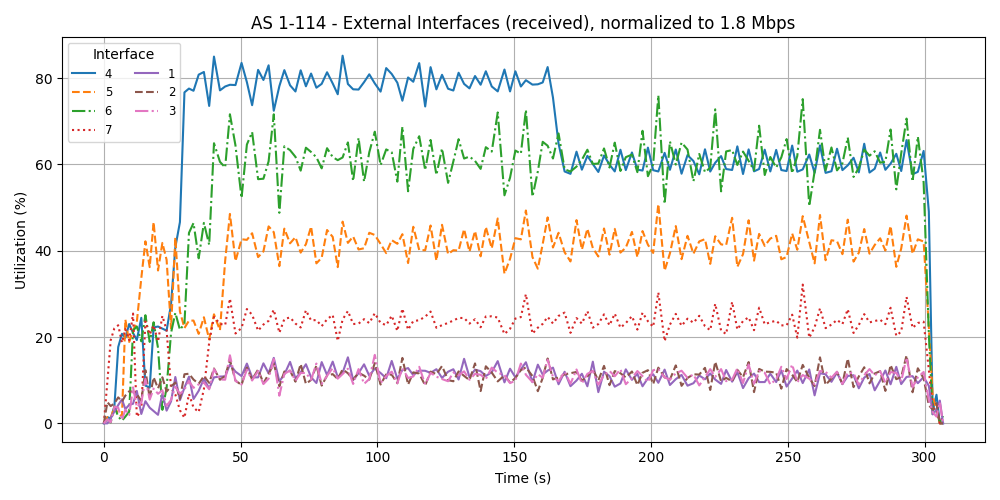 AS 1-114 - External Interfaces (received), normalized to 1.8 Mbps
Interface
4 1
5 2
6 3
7
80
60
40
20
0
Utilization (%)
0 50 100 150 200 250 300
Time (s)